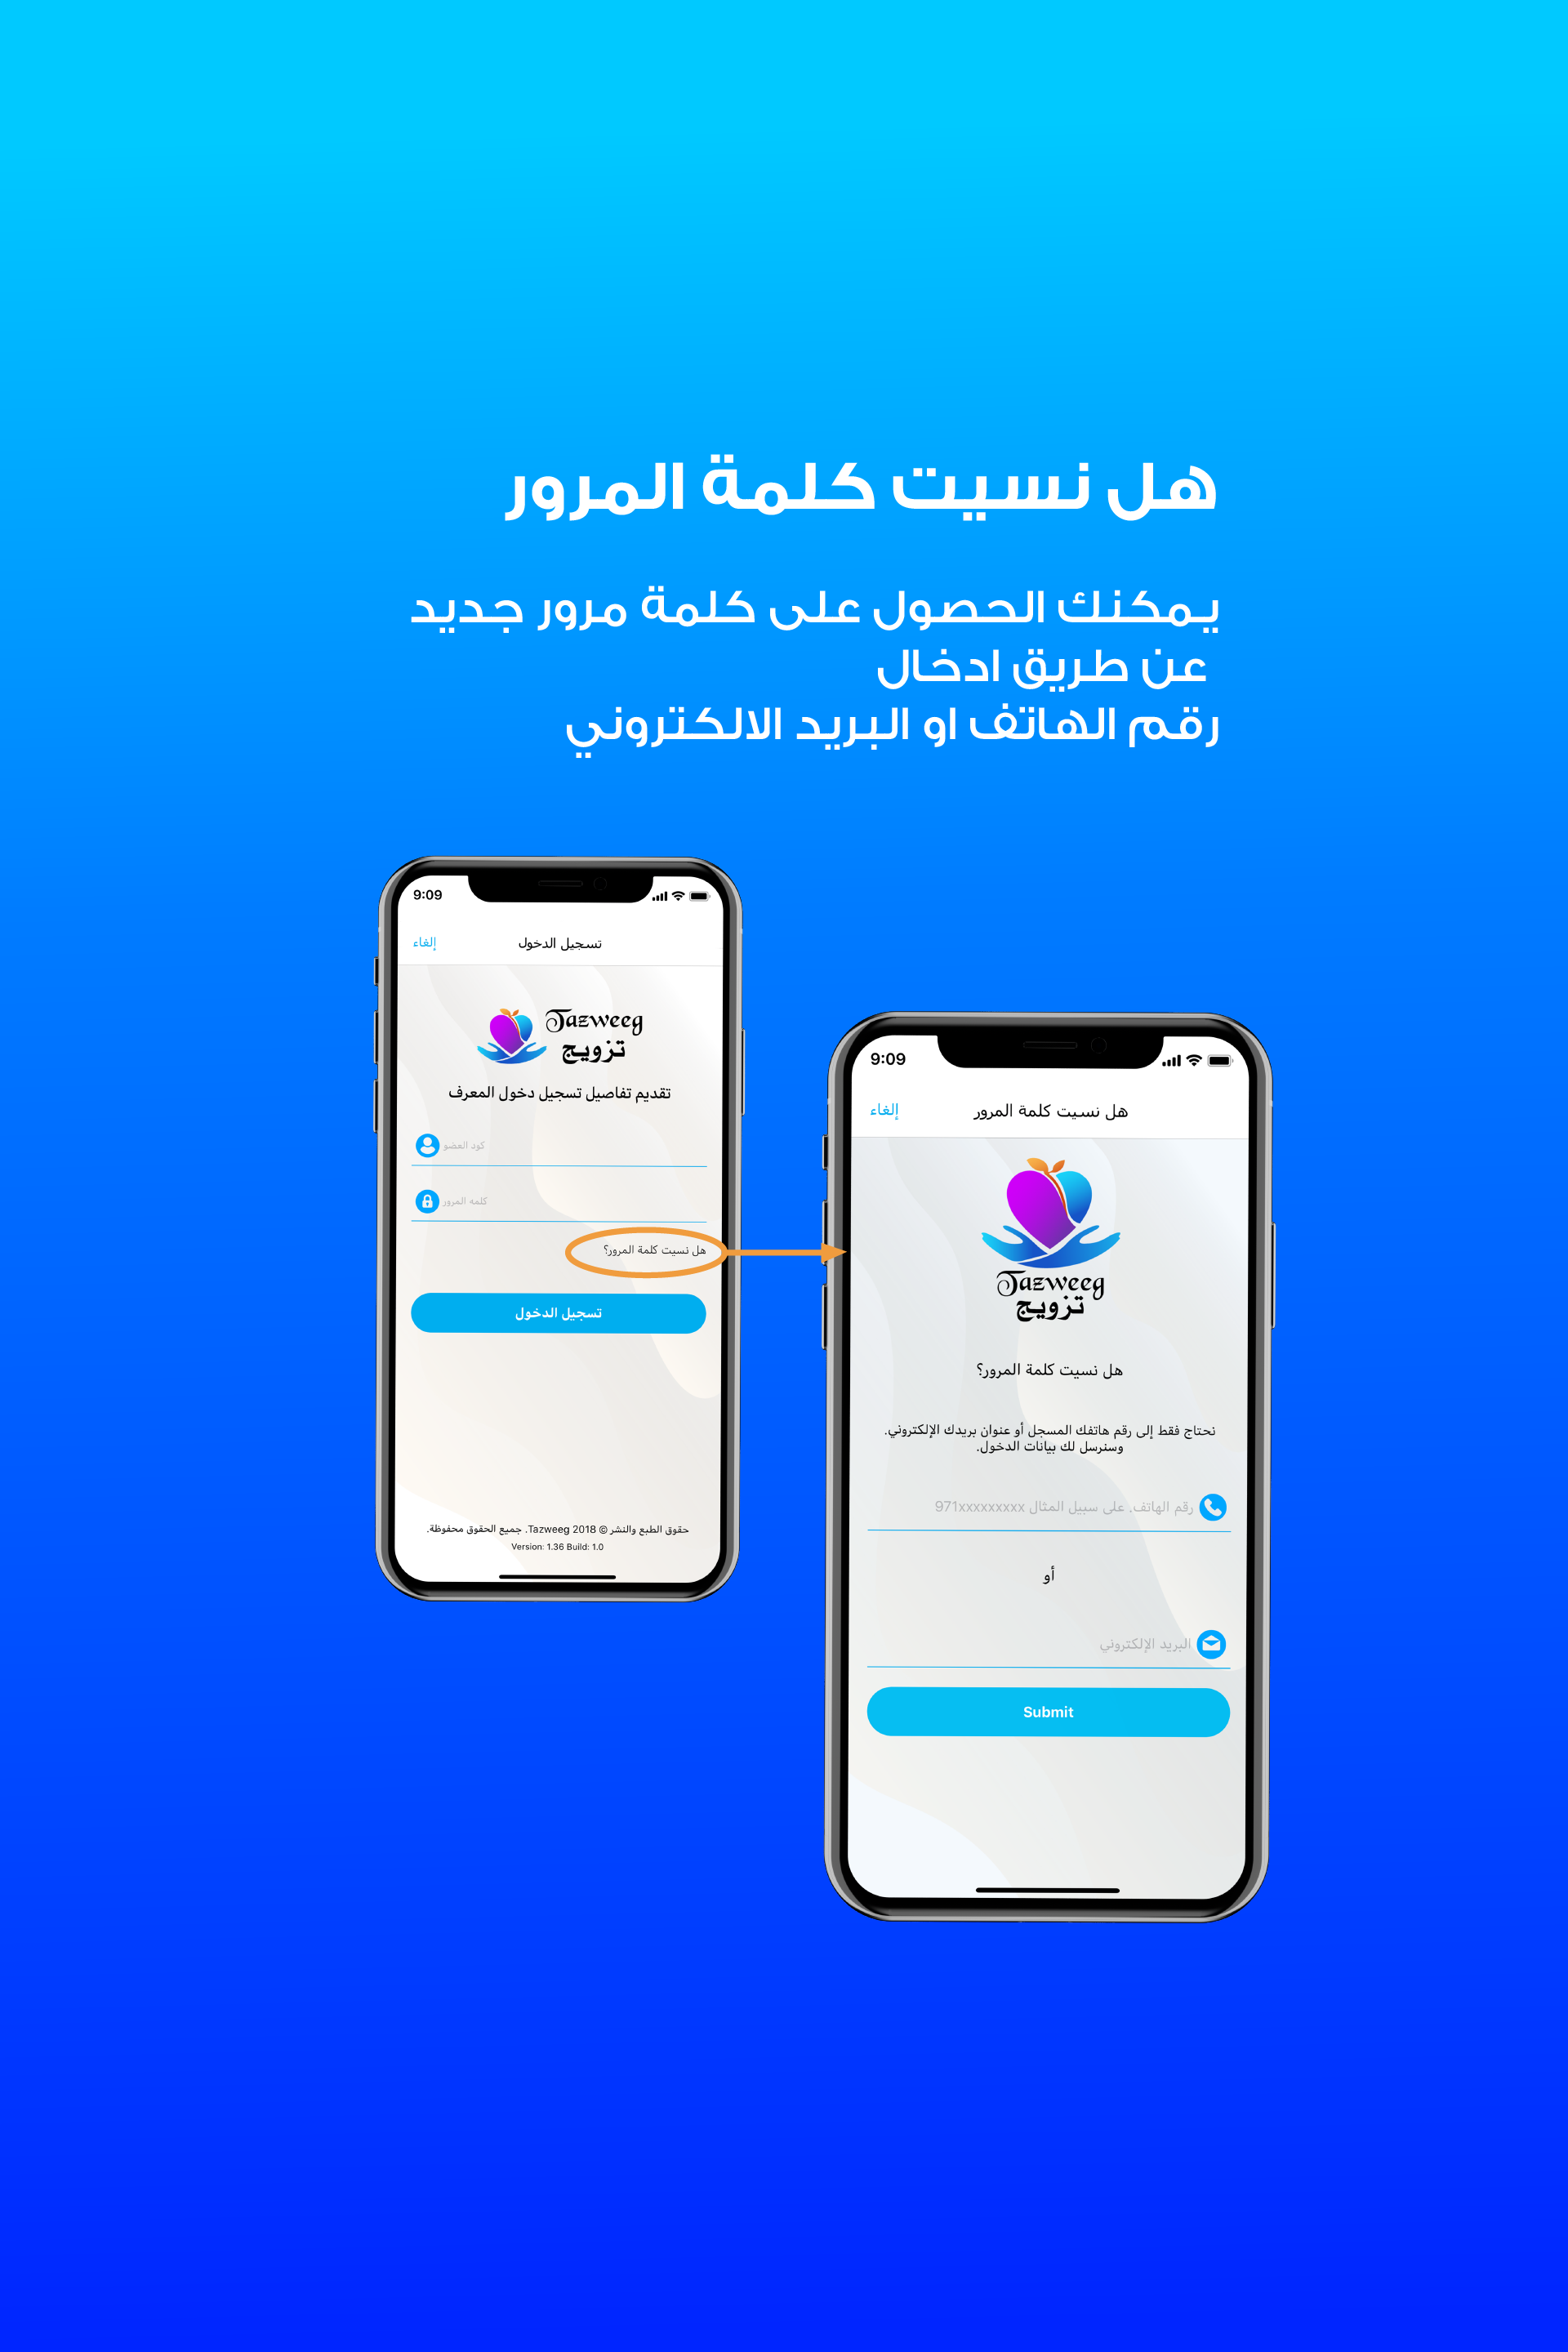 هل نسيت كلمة المرور
يمكنك الحصول على كلمة مرور جديد
عن طريق ادخال
رقم الهاتف او البريد الالكتروني
9:09
إلغاء
تسجيل الدخول
Tazweeg
تزويج
تقديم تفاصيل تسجيل دخول المعرف
كود العضو
كلمه المرور
هل نسيت كلمة المرور؟
تسجيل الدخول
حقوق الطبع والنشر © 2018 Tazweeg. جميع الحقوق محفوظة.
Version: 1.36 Build: 1.0
9:09
إلغاء
هل نسيت كلمة المرور
Tazweeg
تزويج
هل نسيت كلمة المرور؟
نحتاج فقط إلى رقم هاتفك المسجل أو عنوان بريدك الإلكتروني.
وسنرسل لك بيانات الدخول.
رقم الهاتف. على سبيل المثال 971xxxxxxxxx
أو
البريد الإلكتروني
Submit